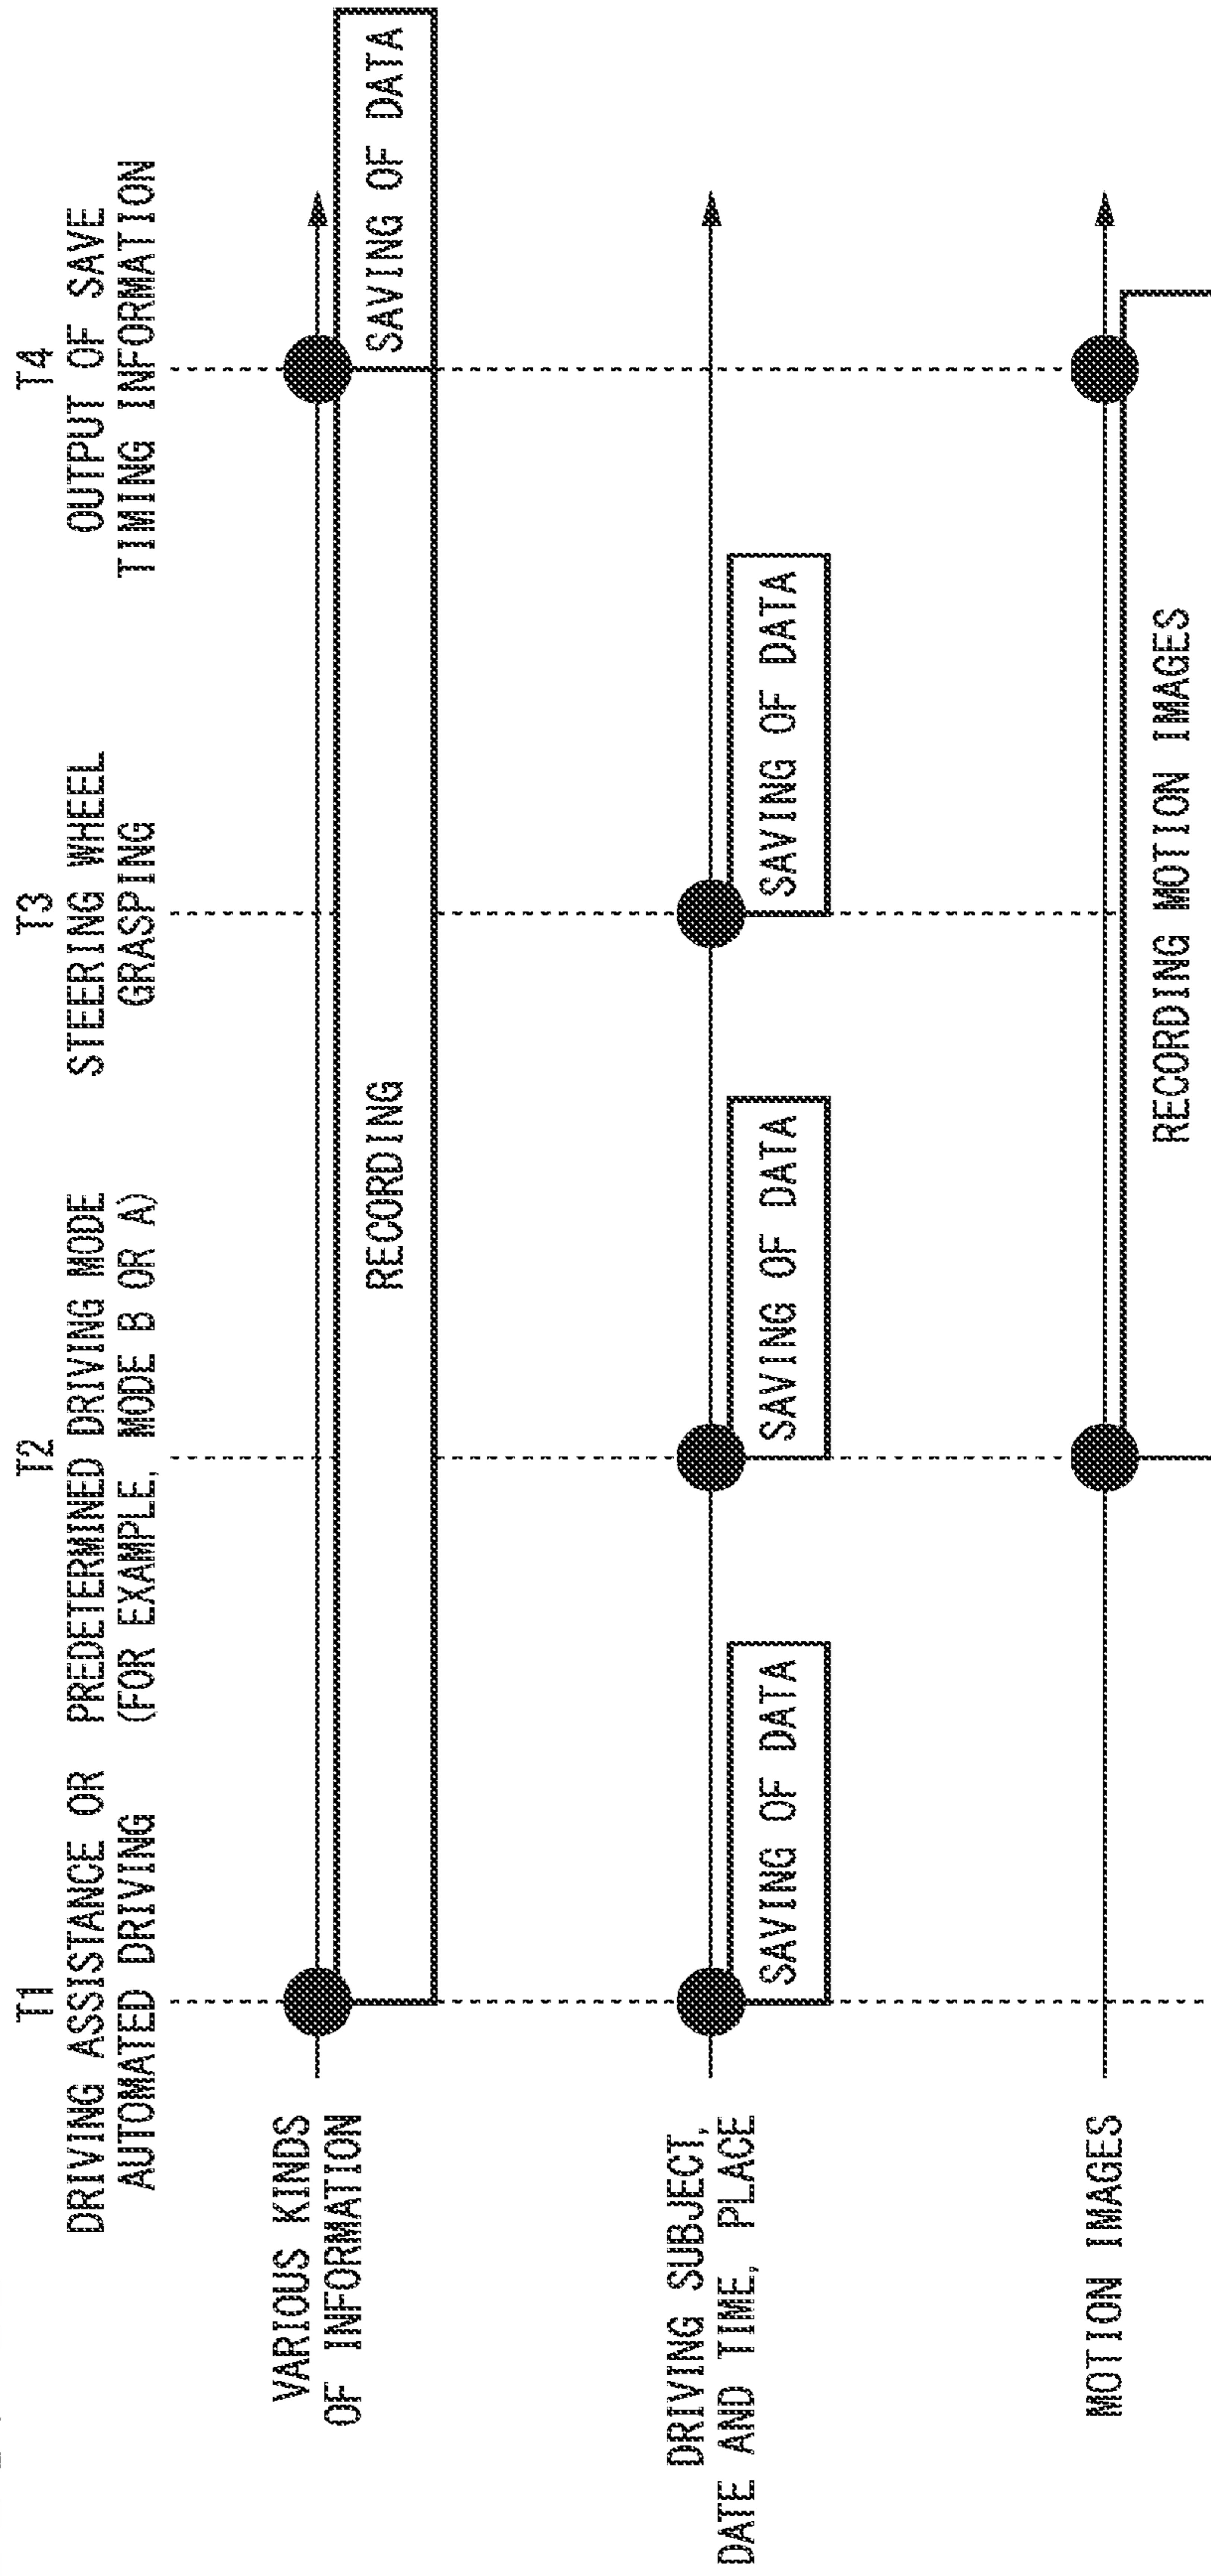 T1
DRIVING ASSISTANCE OR
AUTOMATED DRIVING
T2
PREDETERMINED DRIVING MODE
(FOR EXAMPLE, MODE B OR A)
T3
STEERING WHEEL
GRASPING
T4
OUTPUT OF SAVE
TIMING INFORMATION
VARIOUS KINDS
OF INFORMATION
RECORDING
SAVING OF DATA
DRIVING SUBJECT,
DATE AND TIME, PLACE
SAVING OF DATA
SAVING OF DATA
SAVING OF DATA
MOTION IMAGES
RECORDING MOTION IMAGES